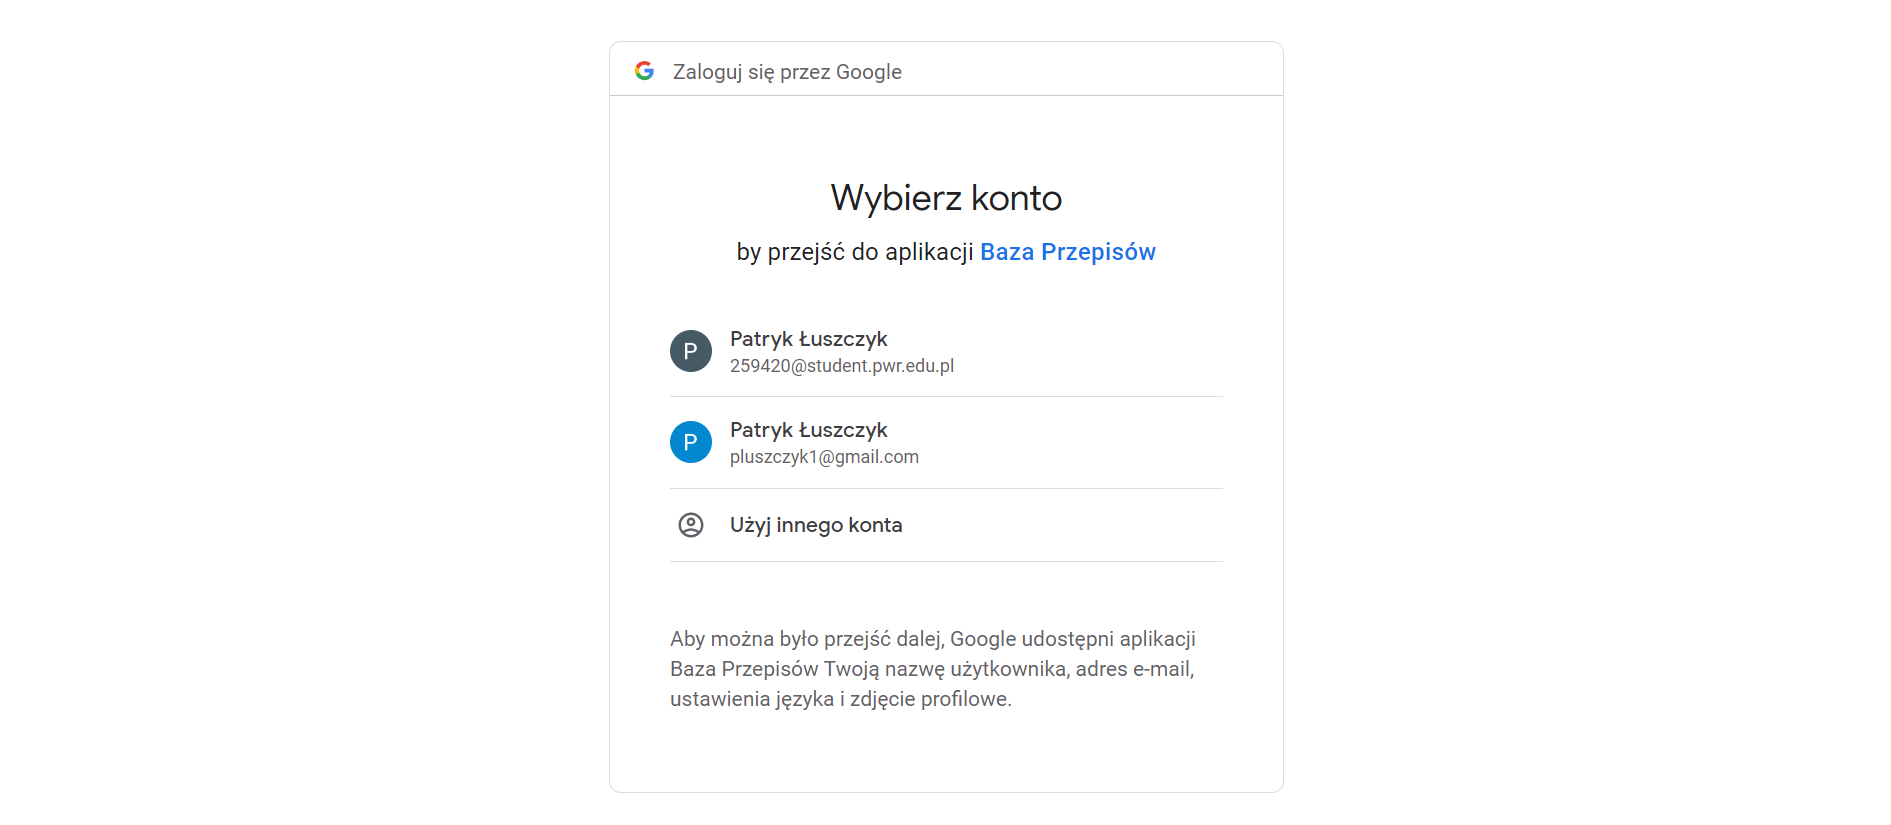 Zaloguj się przez Google
Wybierz konto
by przejść do aplikacji Baza Przepisów
P
Patryk Łuszczyk
259420@student.pwr.edu.pl
P
Patryk Łuszczyk
pluszczyk1@gmail.com
Użyj innego konta
Aby można było przejść dalej, Google udostępni aplikacji
Baza Przepisów Twoją nazwę użytkownika, adres e-mail,
ustawienia języka i zdjęcie profilowe.